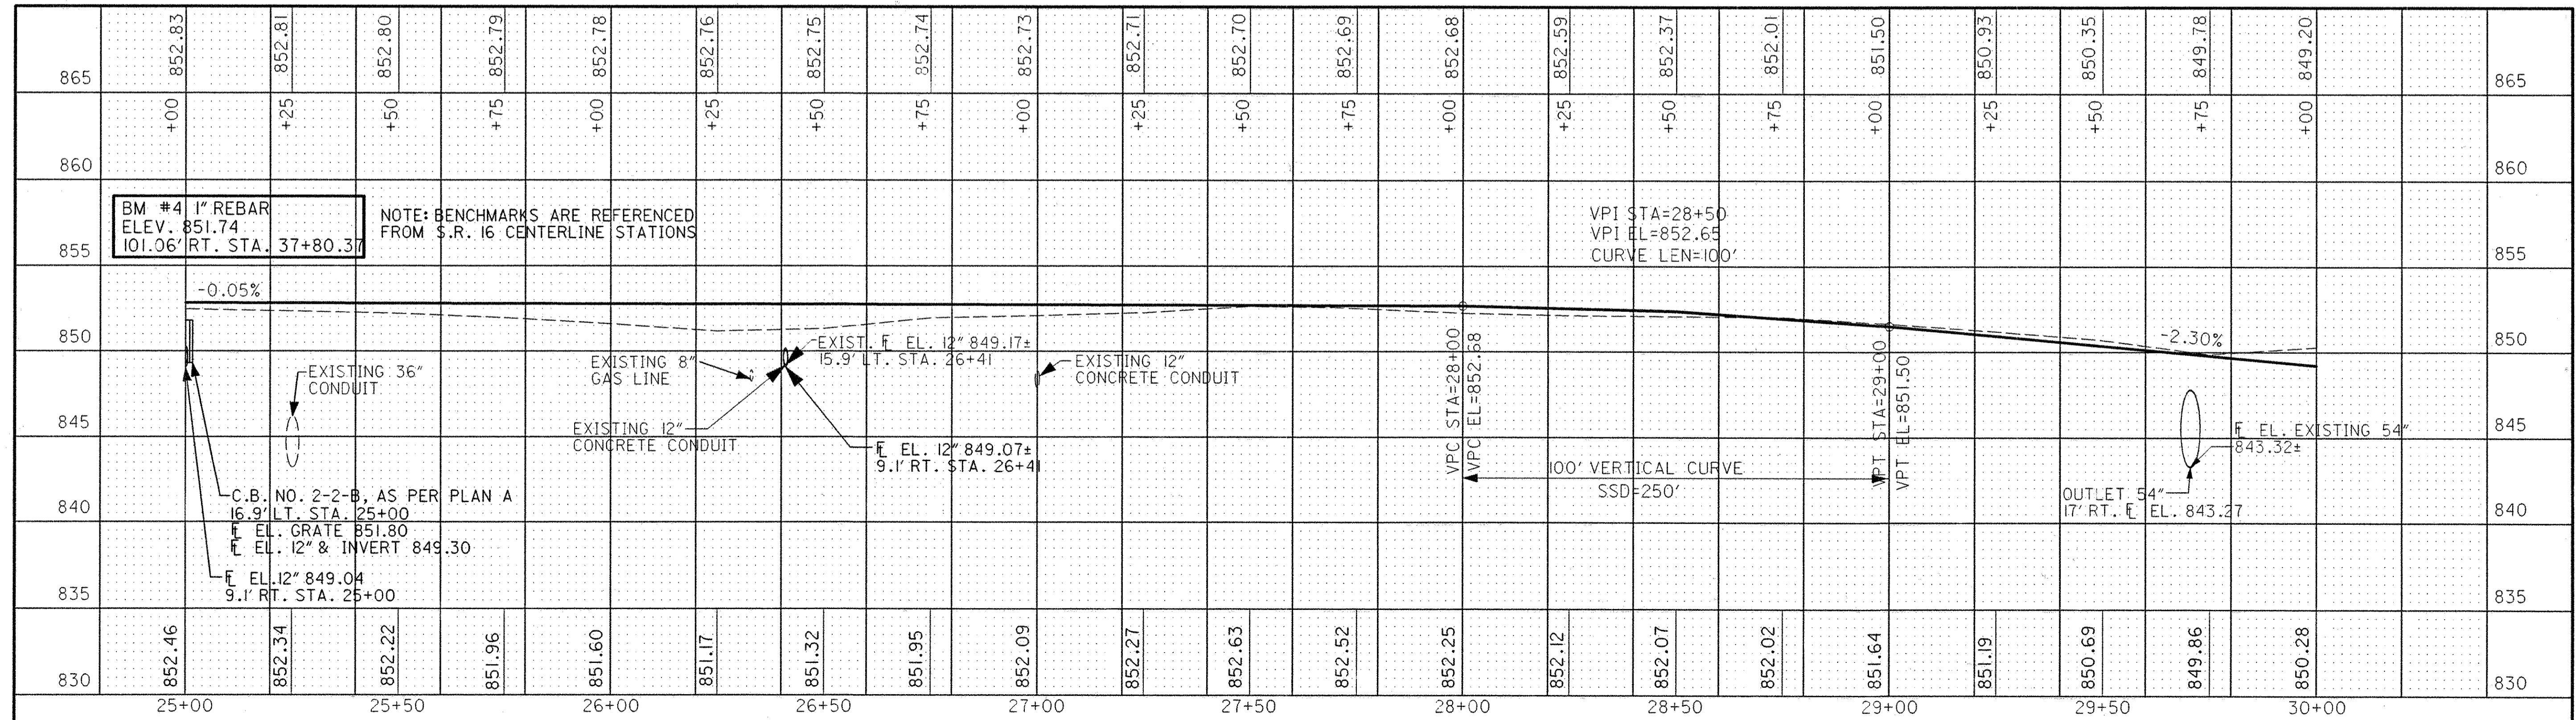 852.83 852.81 852.80 852.79 852.78 852.76 852.75 852.74 852.73 852.71 852.70 852.69 852.68 852.59 852.37 852.01 851.50 850.93 850.35 849.78 849.20
865 865
+00 +25 +50 +75 +00 +25 +50 +75 +00 +25 +50 +75 +00 +25 +50 +75 +00 +25 +50 +75 +00
860 860
BM #4 1" REBAR
ELEV. 851.74
101.06' RT. STA. 37+80.37
NOTE: BENCHMARKS ARE REFERENCED
FROM S.R. 16 CENTERLINE STATIONS
VPI STA=28+50
VPI EL=852.65
CURVE LEN=100'
855 855
-0.05%
850 850
EXISTING 36"
CONDUIT
EXISTING 8"
GAS LINE
EXIST. FL EL. 12" 849.17±
15.9' LT. STA. 26+41
EXISTING 12"
CONCRETE CONDUIT
EXISTING 12"
CONCRETE CONDUIT
FL EL. 12" 849.07±
9.1' RT. STA. 26+41
VPC STA=28+00
VPC EL=852.68
100' VERTICAL CURVE
SSD=250'
VPT STA=29+00
VPT EL=851.50
-2.30%
FL EL. EXISTING 54"
843.32±
OUTLET 54"
17' RT. FL EL. 843.27
845 845
C.B. NO. 2-2-B, AS PER PLAN A
16.9' LT. STA. 25+00
FL EL. GRATE 851.80
FL EL. 12" & INVERT 849.30
FL EL. 12" 849.04
9.1' RT. STA. 25+00
840 840
835 835
852.46 852.34 852.22 851.96 851.60 851.17 851.32 851.95 852.09 852.27 852.63 852.52 852.25 852.12 852.07 852.02 851.64 851.19 850.69 849.86 850.28
830 830
25+00 25+50 26+00 26+50 27+00 27+50 28+00 28+50 29+00 29+50 30+00